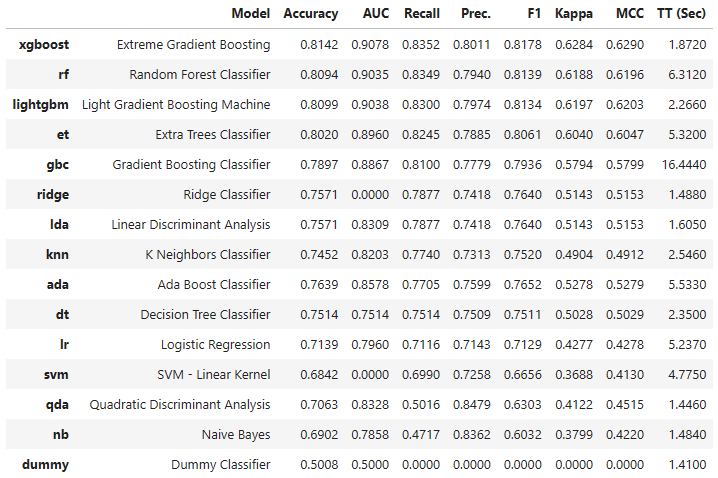 Model Accuracy AUC Recall Prec. F1 Kappa MCC TT (Sec)
xgboost Extreme Gradient Boosting 0.8142 0.9078 0.8352 0.8011 0.8178 0.6284 0.6290 1.8720
rf Random Forest Classifier 0.8094 0.9035 0.8349 0.7940 0.8139 0.6188 0.6196 6.3120
lightgbm Light Gradient Boosting Machine 0.8099 0.9038 0.8300 0.7974 0.8134 0.6197 0.6203 2.2660
et Extra Trees Classifier 0.8020 0.8960 0.8245 0.7885 0.8061 0.6040 0.6047 5.3200
gbc Gradient Boosting Classifier 0.7897 0.8867 0.8100 0.7779 0.7936 0.5794 0.5799 16.4440
ridge Ridge Classifier 0.7571 0.0000 0.7877 0.7418 0.7640 0.5143 0.5153 1.4880
lda Linear Discriminant Analysis 0.7571 0.8309 0.7877 0.7418 0.7640 0.5143 0.5153 1.6050
knn K Neighbors Classifier 0.7452 0.8203 0.7740 0.7313 0.7520 0.4904 0.4912 2.5460
ada Ada Boost Classifier 0.7639 0.8578 0.7705 0.7599 0.7652 0.5278 0.5279 5.5330
dt Decision Tree Classifier 0.7514 0.7514 0.7514 0.7509 0.7511 0.5028 0.5029 2.3500
lr Logistic Regression 0.7139 0.7960 0.7116 0.7143 0.7129 0.4277 0.4278 5.2370
svm SVM - Linear Kernel 0.6842 0.0000 0.6990 0.7258 0.6656 0.3688 0.4130 4.7750
qda Quadratic Discriminant Analysis 0.7063 0.8328 0.5016 0.8479 0.6303 0.4122 0.4515 1.4460
nb Naive Bayes 0.6902 0.7858 0.4717 0.8362 0.6032 0.3799 0.4220 1.4840
dummy Dummy Classifier 0.5008 0.5000 0.0000 0.0000 0.0000 0.0000 0.0000 1.4100